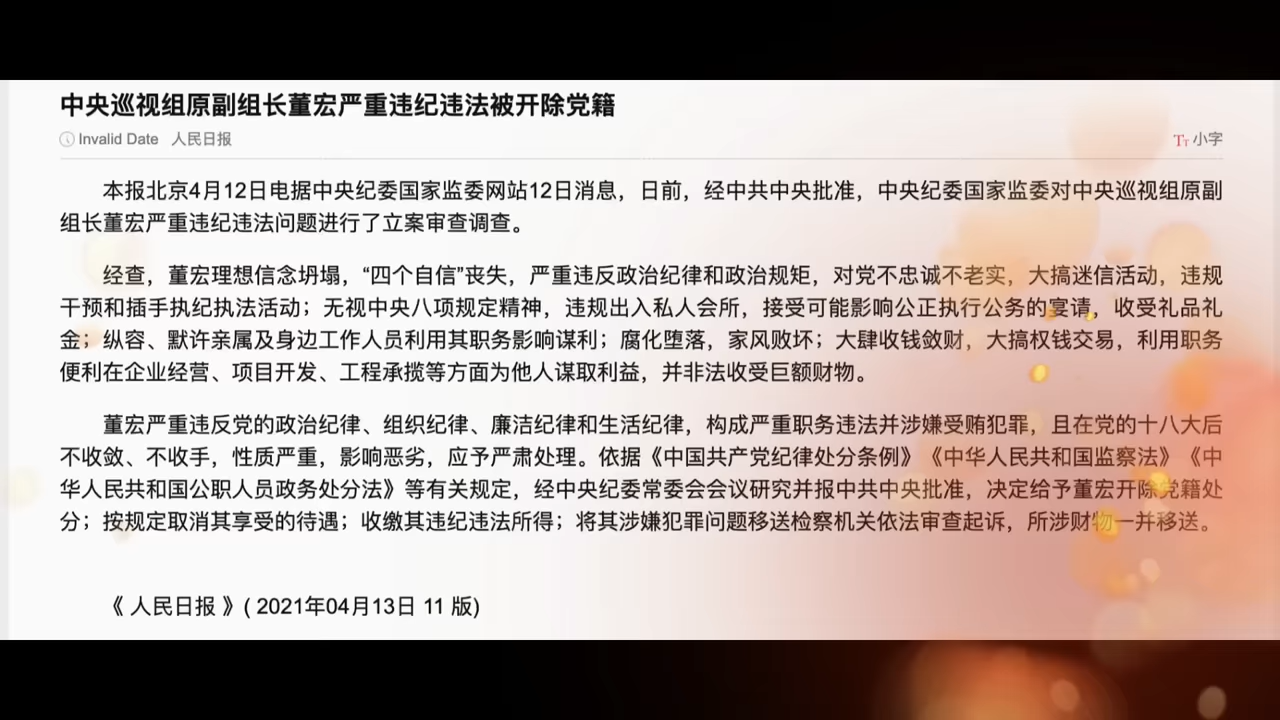 中央巡视组原副组长董宏严重违纪违法被开除党籍
Invalid Date 人民日报
TT 小字
本报北京4月12日电据中央纪委国家监委网站12日消息，日前，经中共中央批准，中央纪委国家监委对中央巡视组原副
组长董宏严重违纪违法问题进行了立案审查调查。
经查，董宏理想信念坍塌，“四个自信”丧失，严重违反政治纪律和政治规矩，对党不忠诚不老实，大搞迷信活动，违规
干预和插手执纪执法活动；无视中央八项规定精神，违规出入私人会所，接受可能影响公正执行公务的宴请，收受礼品礼
金；纵容、默许亲属及身边工作人员利用其职务影响谋利；腐化堕落，家风败坏；大肆收钱敛财，大搞权钱交易，利用职务
便利在企业经营、项目开发、工程承揽等方面为他人谋取利益，并非法收受巨额财物。
董宏严重违反党的政治纪律、组织纪律、廉洁纪律和生活纪律，构成严重职务违法并涉嫌受贿犯罪，且在党的十八大后
不收敛、不收手，性质严重，影响恶劣，应予严肃处理。依据《中国共产党纪律处分条例》《中华人民共和国监察法》《中
华人民共和国公职人员政务处分法》等有关规定，经中央纪委常委会会议研究并报中共中央批准，决定给予董宏开除党籍处
分；按规定取消其享受的待遇；收缴其违纪违法所得；将其涉嫌犯罪问题移送检察机关依法审查起诉，所涉财物一并移送。
《 人民日报 》( 2021年04月13日 11 版)